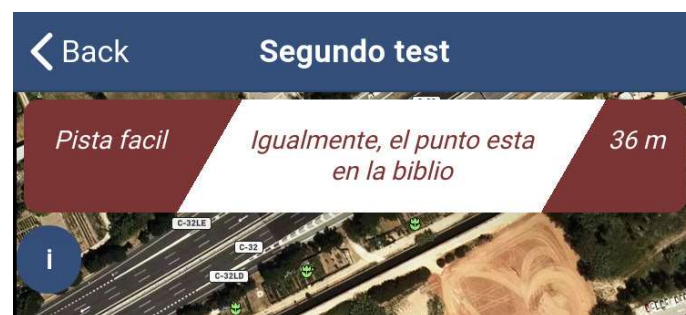 Back
Segundo test
Pista facil
Igualmente, el punto esta
en la biblio
36 m
C-32LE
C-32
C-32LD
i